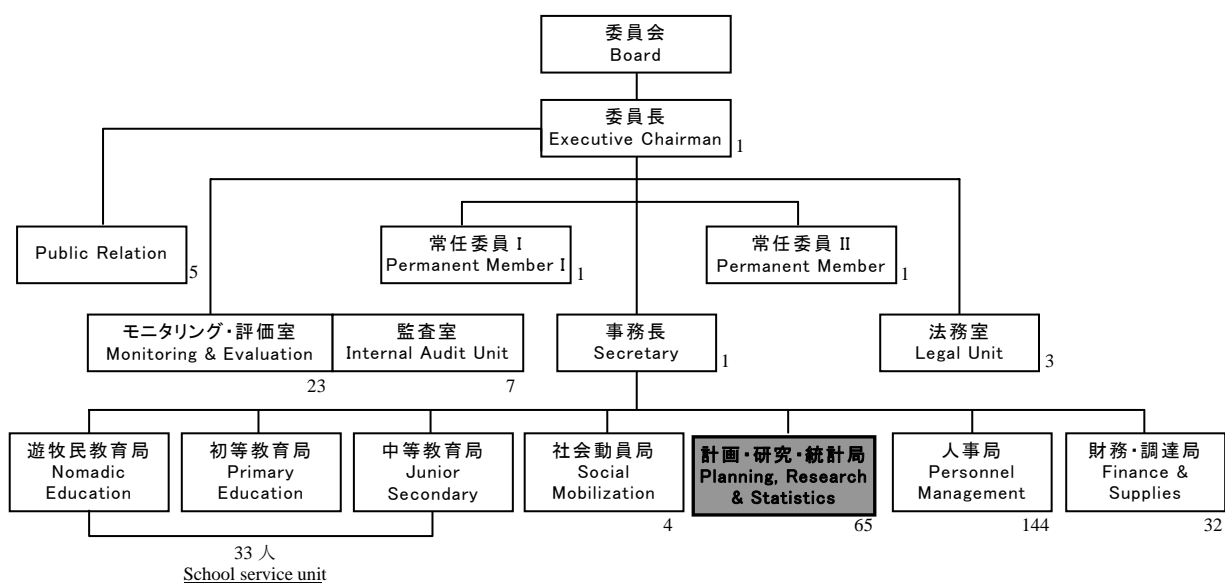 委員会
Board
委員長
Executive Chairman
1
Public Relation
5
常任委員 I
Permanent Member I
1
常任委員 II
Permanent Member
1
モニタリング・評価室
Monitoring & Evaluation
23
監査室
Internal Audit Unit
7
事務長
Secretary
1
法務室
Legal Unit
3
遊牧民教育局
Nomadic
Education
初等教育局
Primary
Education
中等教育局
Junior
Secondary
社会動員局
Social
Mobilization
4
計画・研究・統計局
Planning, Research
& Statistics
65
人事局
Personnel
Management
144
財務・調達局
Finance &
Supplies
32
33 人
School service unit